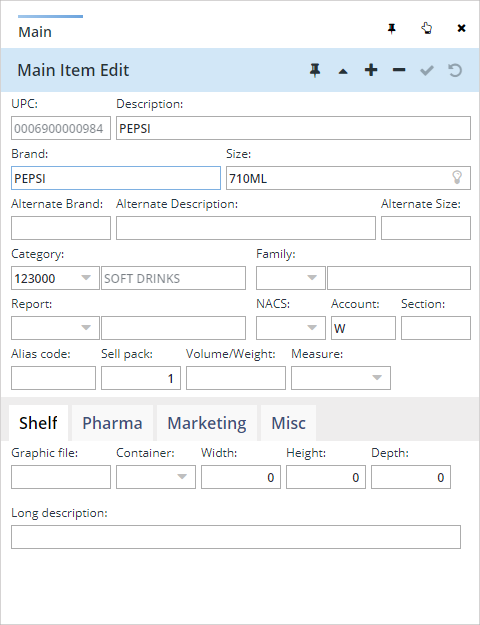 Main
Main Item Edit
UPC: Description:
0006900000984 PEPSI
Brand: Size:
PEPSI 710ML
Alternate Brand: Alternate Description: Alternate Size:
Category: Family:
123000 SOFT DRINKS
Report: NACS: Account: Section:
W
Alias code: Sell pack: Volume/Weight: Measure:
1
Shelf Pharma Marketing Misc
Graphic file: Container: Width: Height: Depth:
0 0 0
Long description: